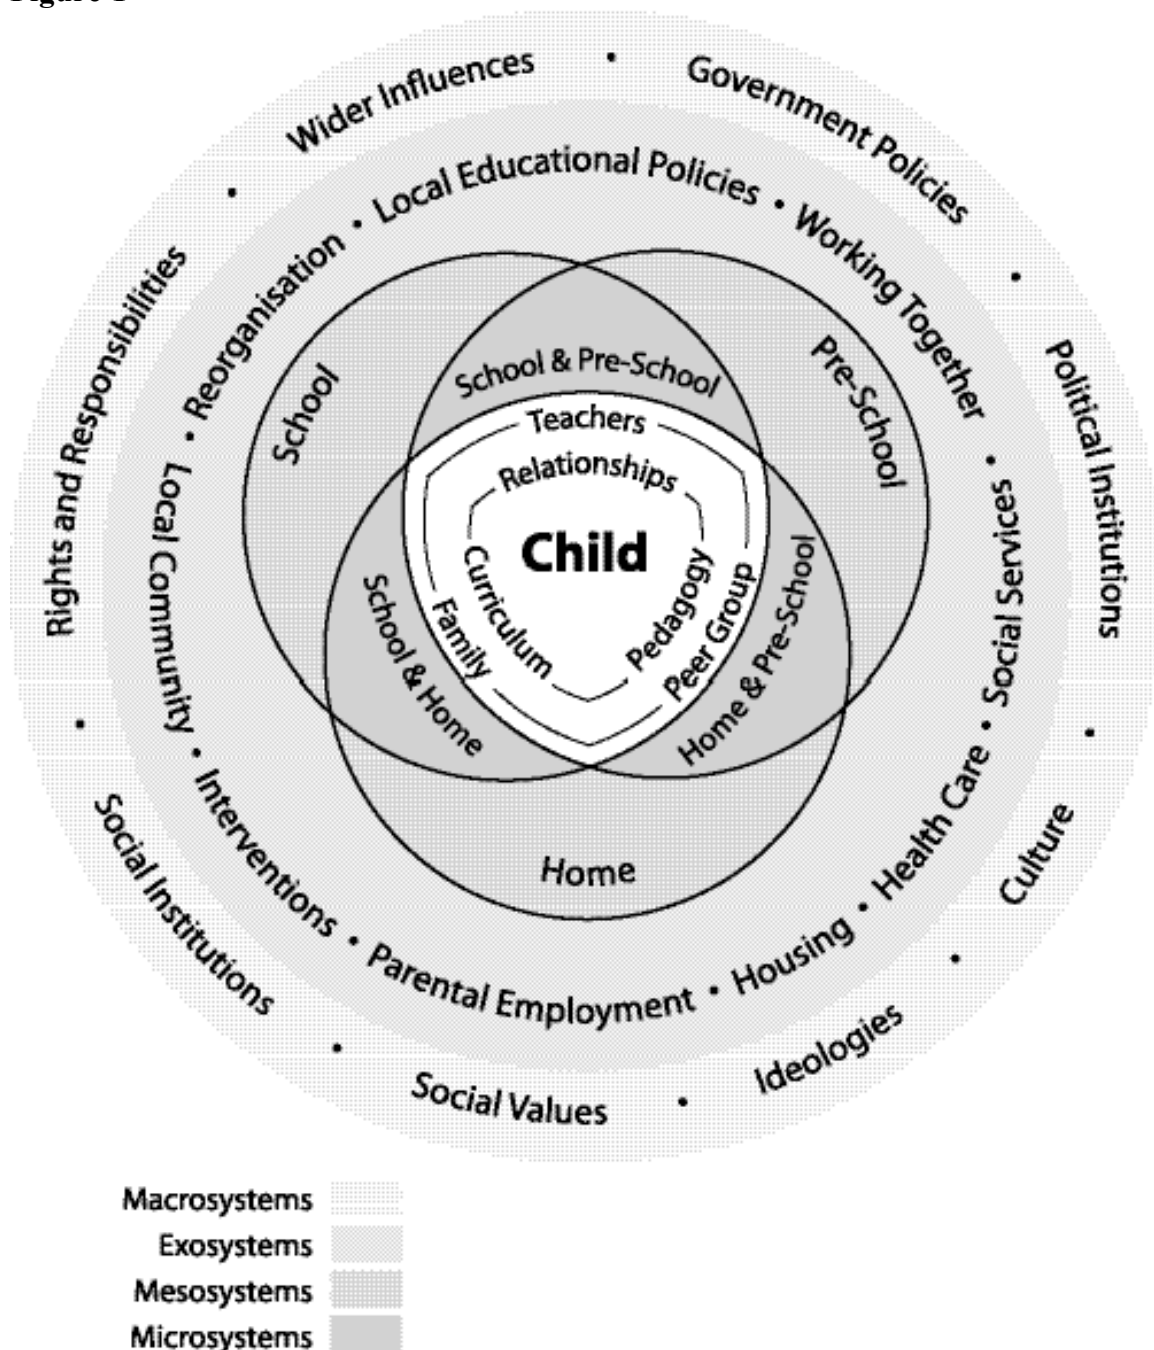 Wider Influences
Government Policies
Political Institutions
Culture
Ideologies
Social Values
Social Institutions
Rights and Responsibilities
Local Educational Policies
Working Together
Social Services
Health Care
Housing
Parental Employment
Interventions
Local Community
Reorganisation
School
Pre-School
Home
School & Pre-School
Home & Pre-School
School & Home
Teachers
Peer Group
Family
Relationships
Pedagogy
Curriculum
Child
Macrosystems
Exosystems
Mesosystems
Microsystems